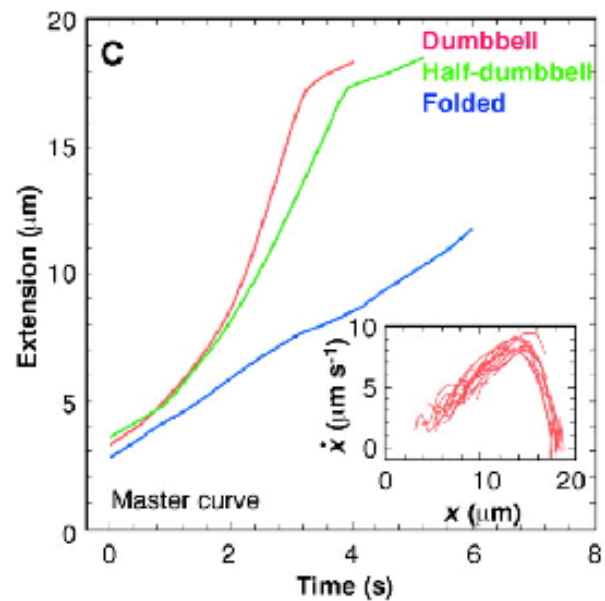 C
Dumbbell
Half-dumbbell
Folded
Extension (μm)
20
15
10
5
0
Master curve
0 2 4 6 8
Time (s)
ẋ (μm s⁻¹)
10
5
0
0 10 20
x (μm)